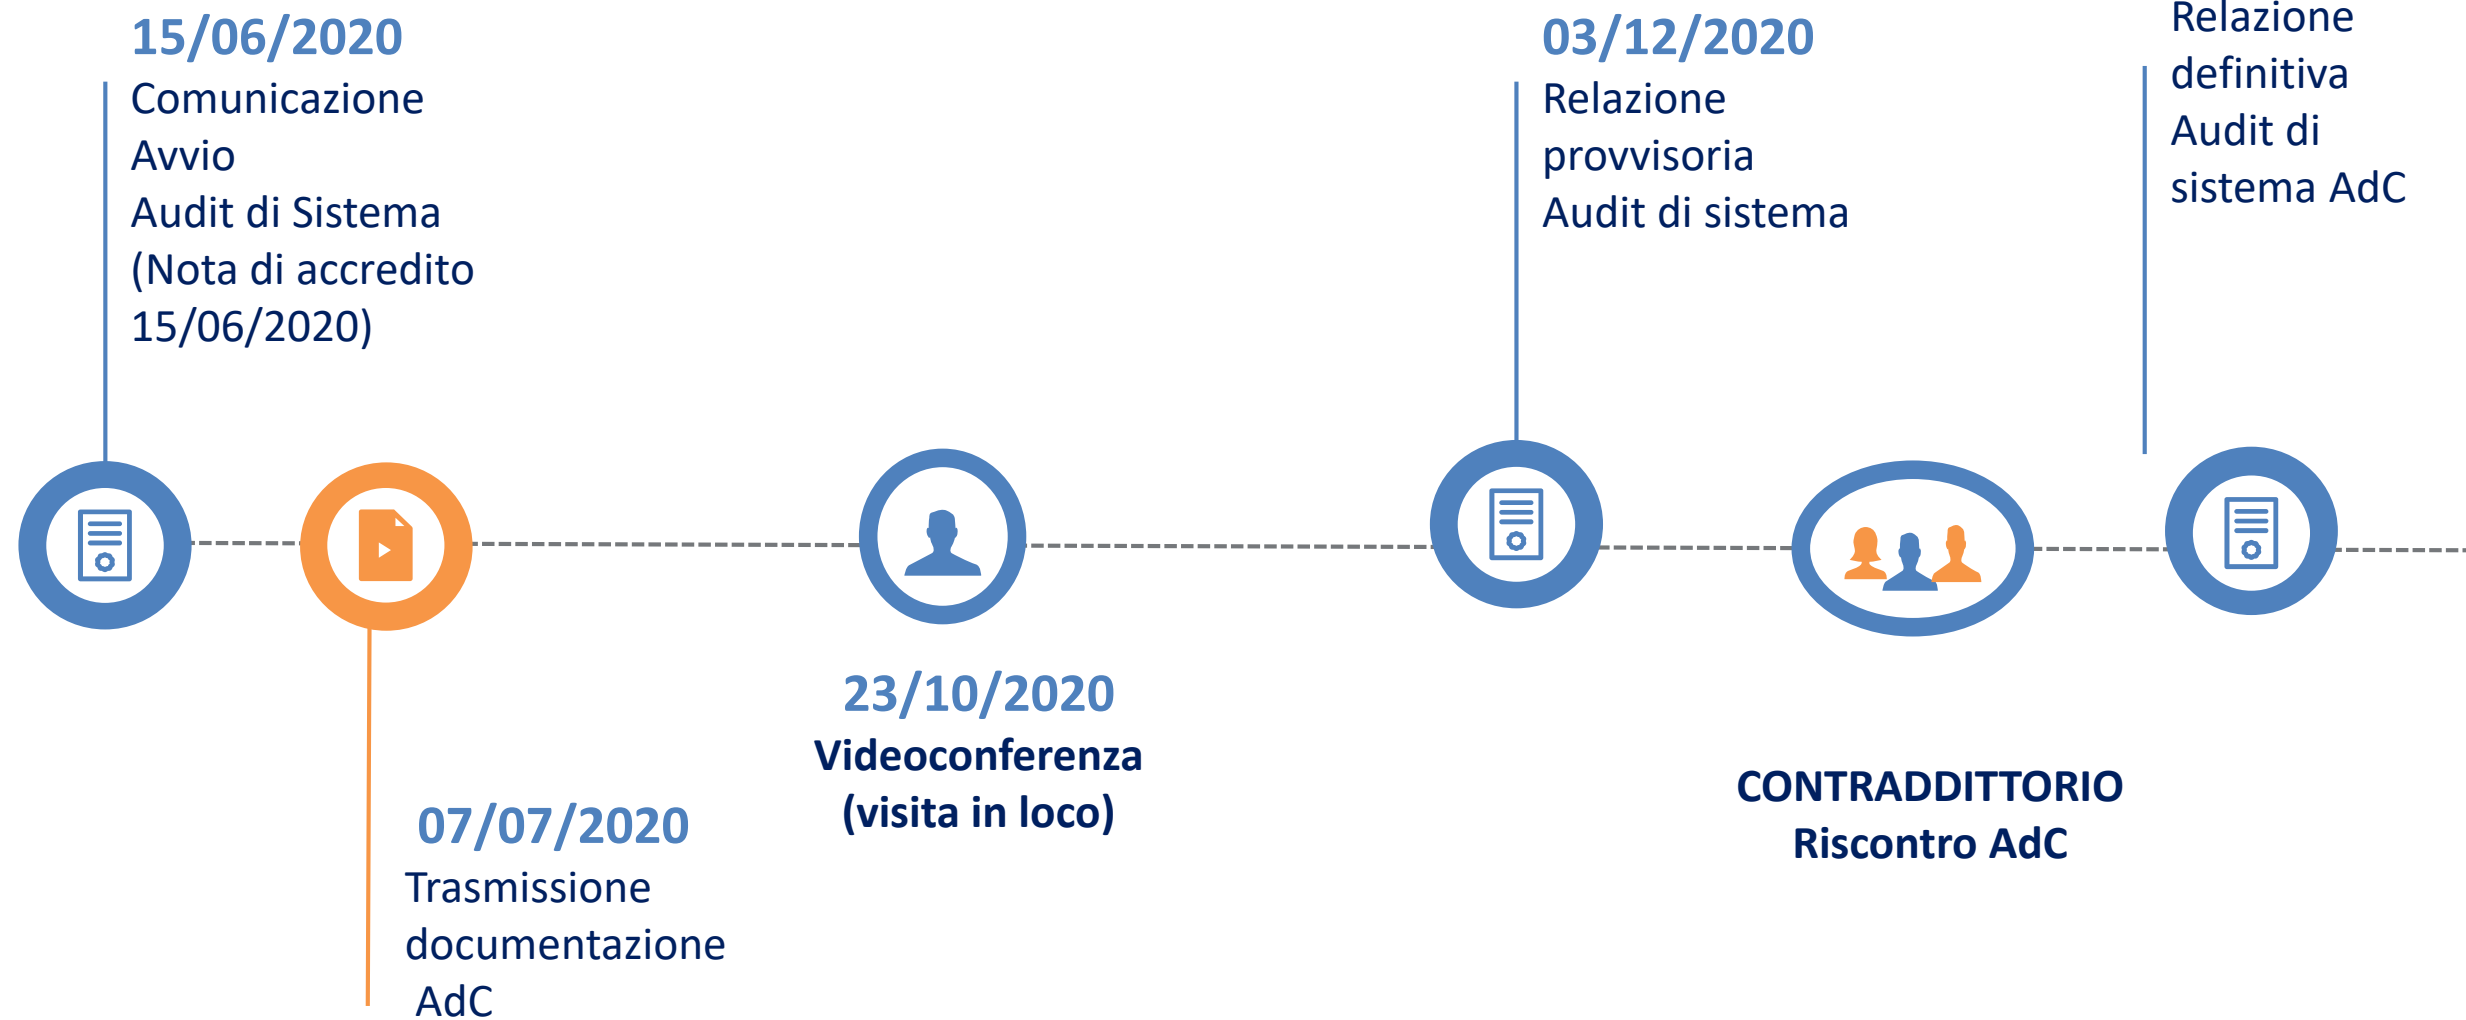 15/06/2020
Comunicazione
Avvio
Audit di Sistema
(Nota di accredito
15/06/2020)
07/07/2020
Trasmissione
documentazione
AdC
23/10/2020
Videoconferenza
(visita in loco)
03/12/2020
Relazione
provvisoria
Audit di sistema
CONTRADDITTORIO
Riscontro AdC
Relazione
definitiva
Audit di
sistema AdC